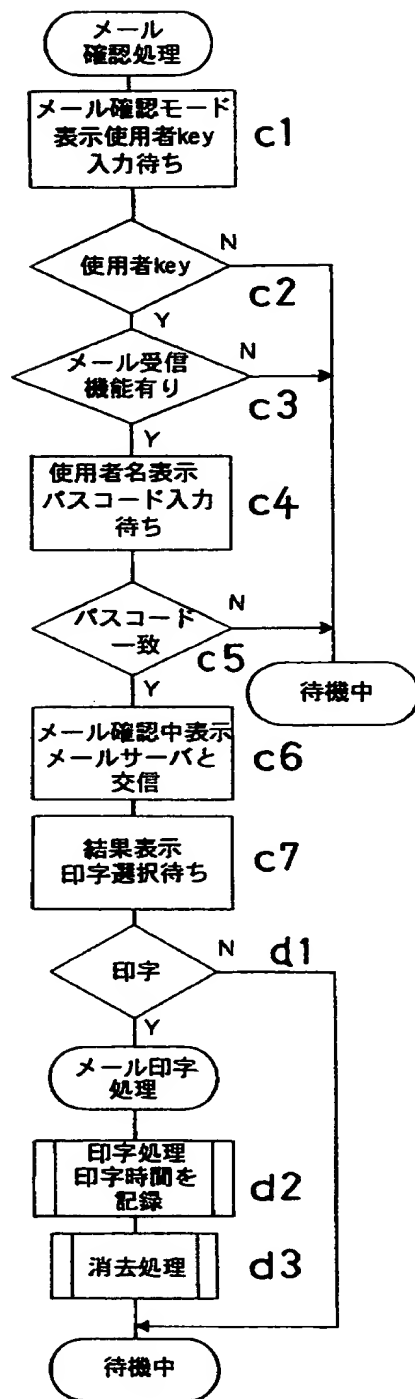 メール
確認処理
メール確認モード
表示使用者key
入力待ち
c1
使用者key
N
c2
Y
メール受信
機能有り
N
c3
Y
使用者名表示
パスコード入力
待ち
c4
パスコード
一致
N
c5
Y
待機中
メール確認中表示
メールサーバと
交信
c6
結果表示
印字選択待ち
c7
印字
N
d1
Y
メール印字
処理
印字処理
印字時間を
記録
d2
消去処理
d3
待機中